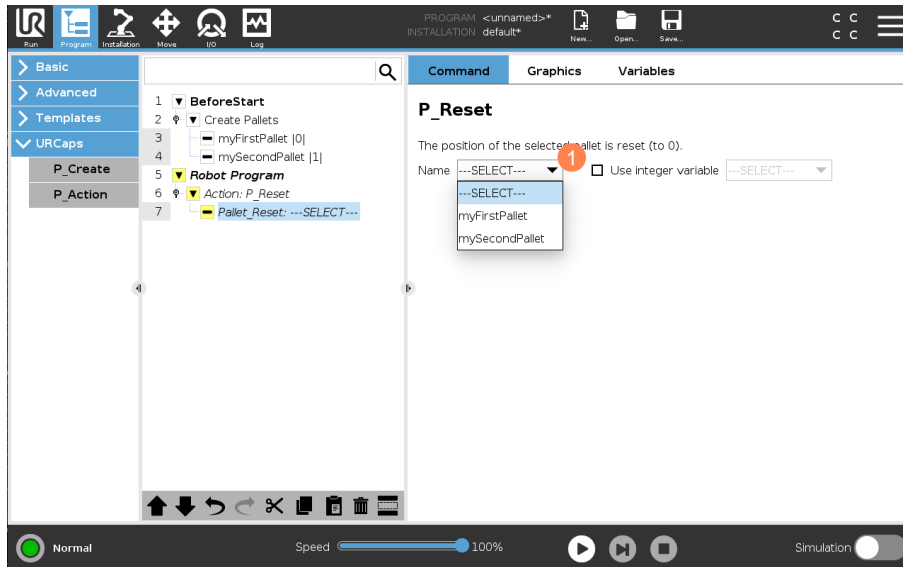 PROGRAM <unnamed>*
INSTALLATION default*
Run Program Installation Move I/O Log New... Open... Save...
C C
C C
Basic
Advanced
Templates
URCaps
P_Create
P_Action
1 BeforeStart
2 Create Pallets
3 myFirstPallet |0|
4 mySecondPallet |1|
5 Robot Program
6 Action: P_Reset
7 Pallet_Reset: ---SELECT---
Command Graphics Variables
P_Reset
The position of the selected pallet is reset (to 0).
1
Name ---SELECT--- Use integer variable ---SELECT---
---SELECT---
myFirstPallet
mySecondPallet
Normal Speed 100% Simulation